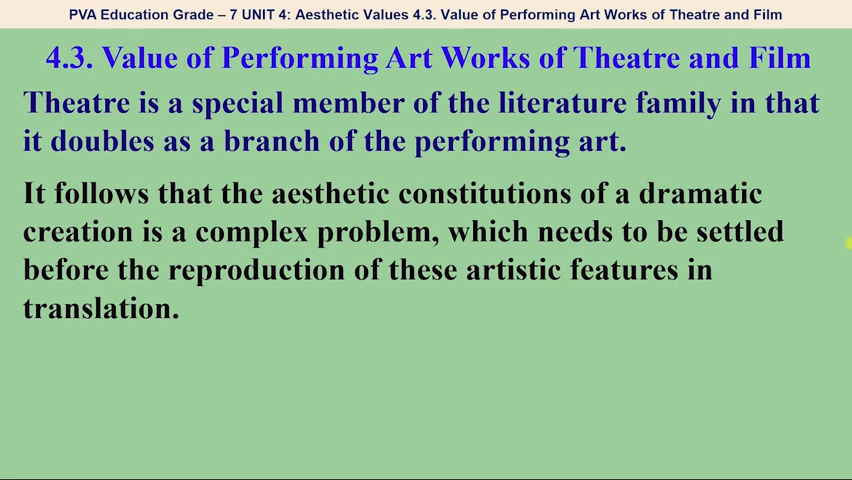 PVA Education Grade – 7 UNIT 4: Aesthetic Values 4.3. Value of Performing Art Works of Theatre and Film
4.3. Value of Performing Art Works of Theatre and Film
Theatre is a special member of the literature family in that
it doubles as a branch of the performing art.
It follows that the aesthetic constitutions of a dramatic
creation is a complex problem, which needs to be settled
before the reproduction of these artistic features in
translation.